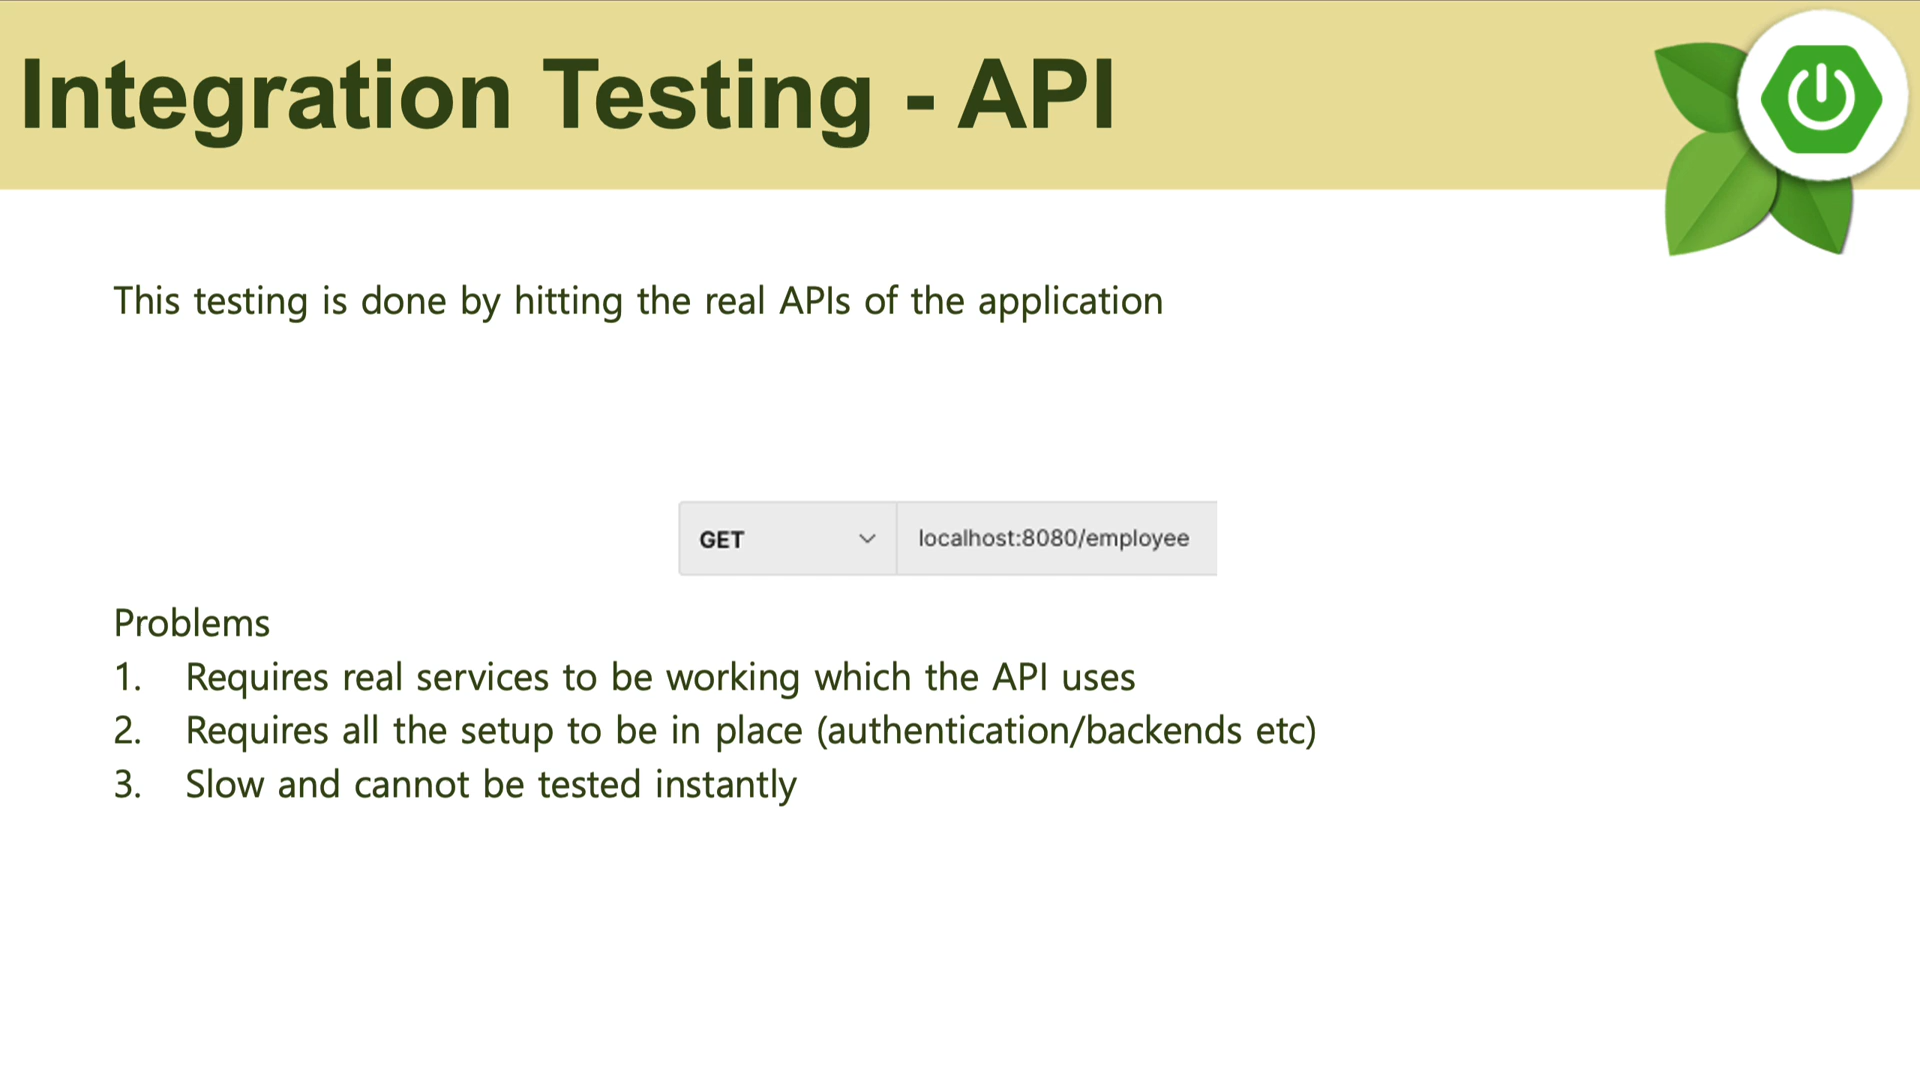 Integration Testing - API
This testing is done by hitting the real APIs of the application
GET localhost:8080/employee
Problems
1. Requires real services to be working which the API uses
2. Requires all the setup to be in place (authentication/backends etc)
3. Slow and cannot be tested instantly